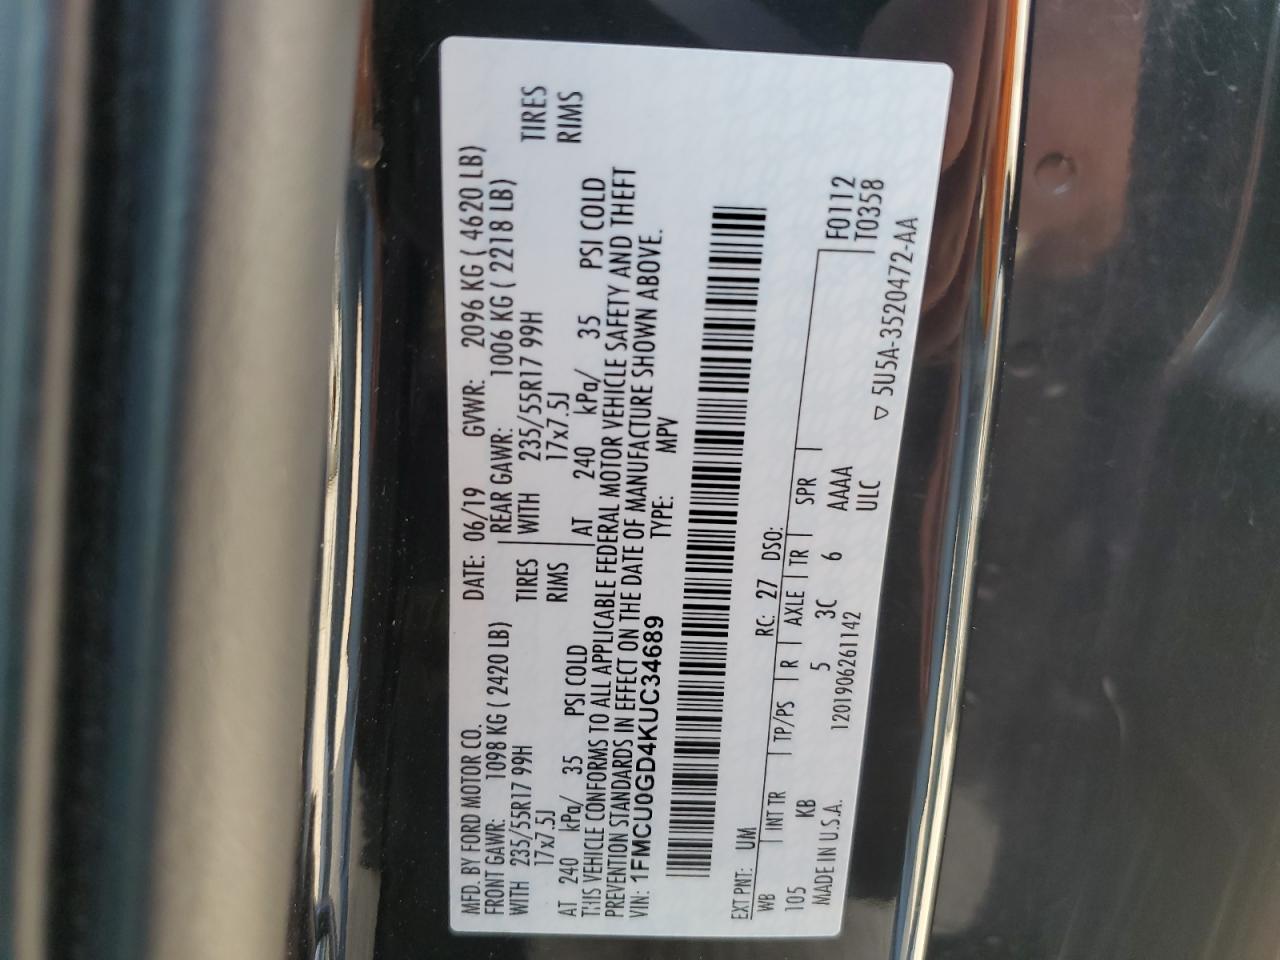 MFD. BY FORD MOTOR CO.
DATE: 06/19 GVWR: 2096 KG ( 4620 LB)
FRONT GAWR: 1098 KG ( 2420 LB) REAR GAWR: 1006 KG ( 2218 LB)
WITH 235/55R17 99H TIRES WITH 235/55R17 99H TIRES
17x7.5J RIMS 17x7.5J RIMS
AT 240 kPa/ 35 PSI COLD AT 240 kPa/ 35 PSI COLD
THIS VEHICLE CONFORMS TO ALL APPLICABLE FEDERAL MOTOR VEHICLE SAFETY AND THEFT
PREVENTION STANDARDS IN EFFECT ON THE DATE OF MANUFACTURE SHOWN ABOVE.
VIN: 1FMCU0GD4KUC34689 TYPE: MPV
EXT PNT: UM RC: 27 DSO:
WB INT TR TP/PS R AXLE TR SPR
105 KB 5 3C 6 AAAA
F0112
T0358
MADE IN U.S.A. 1201906261142 ULC
▽ 5U5A-3520472-AA